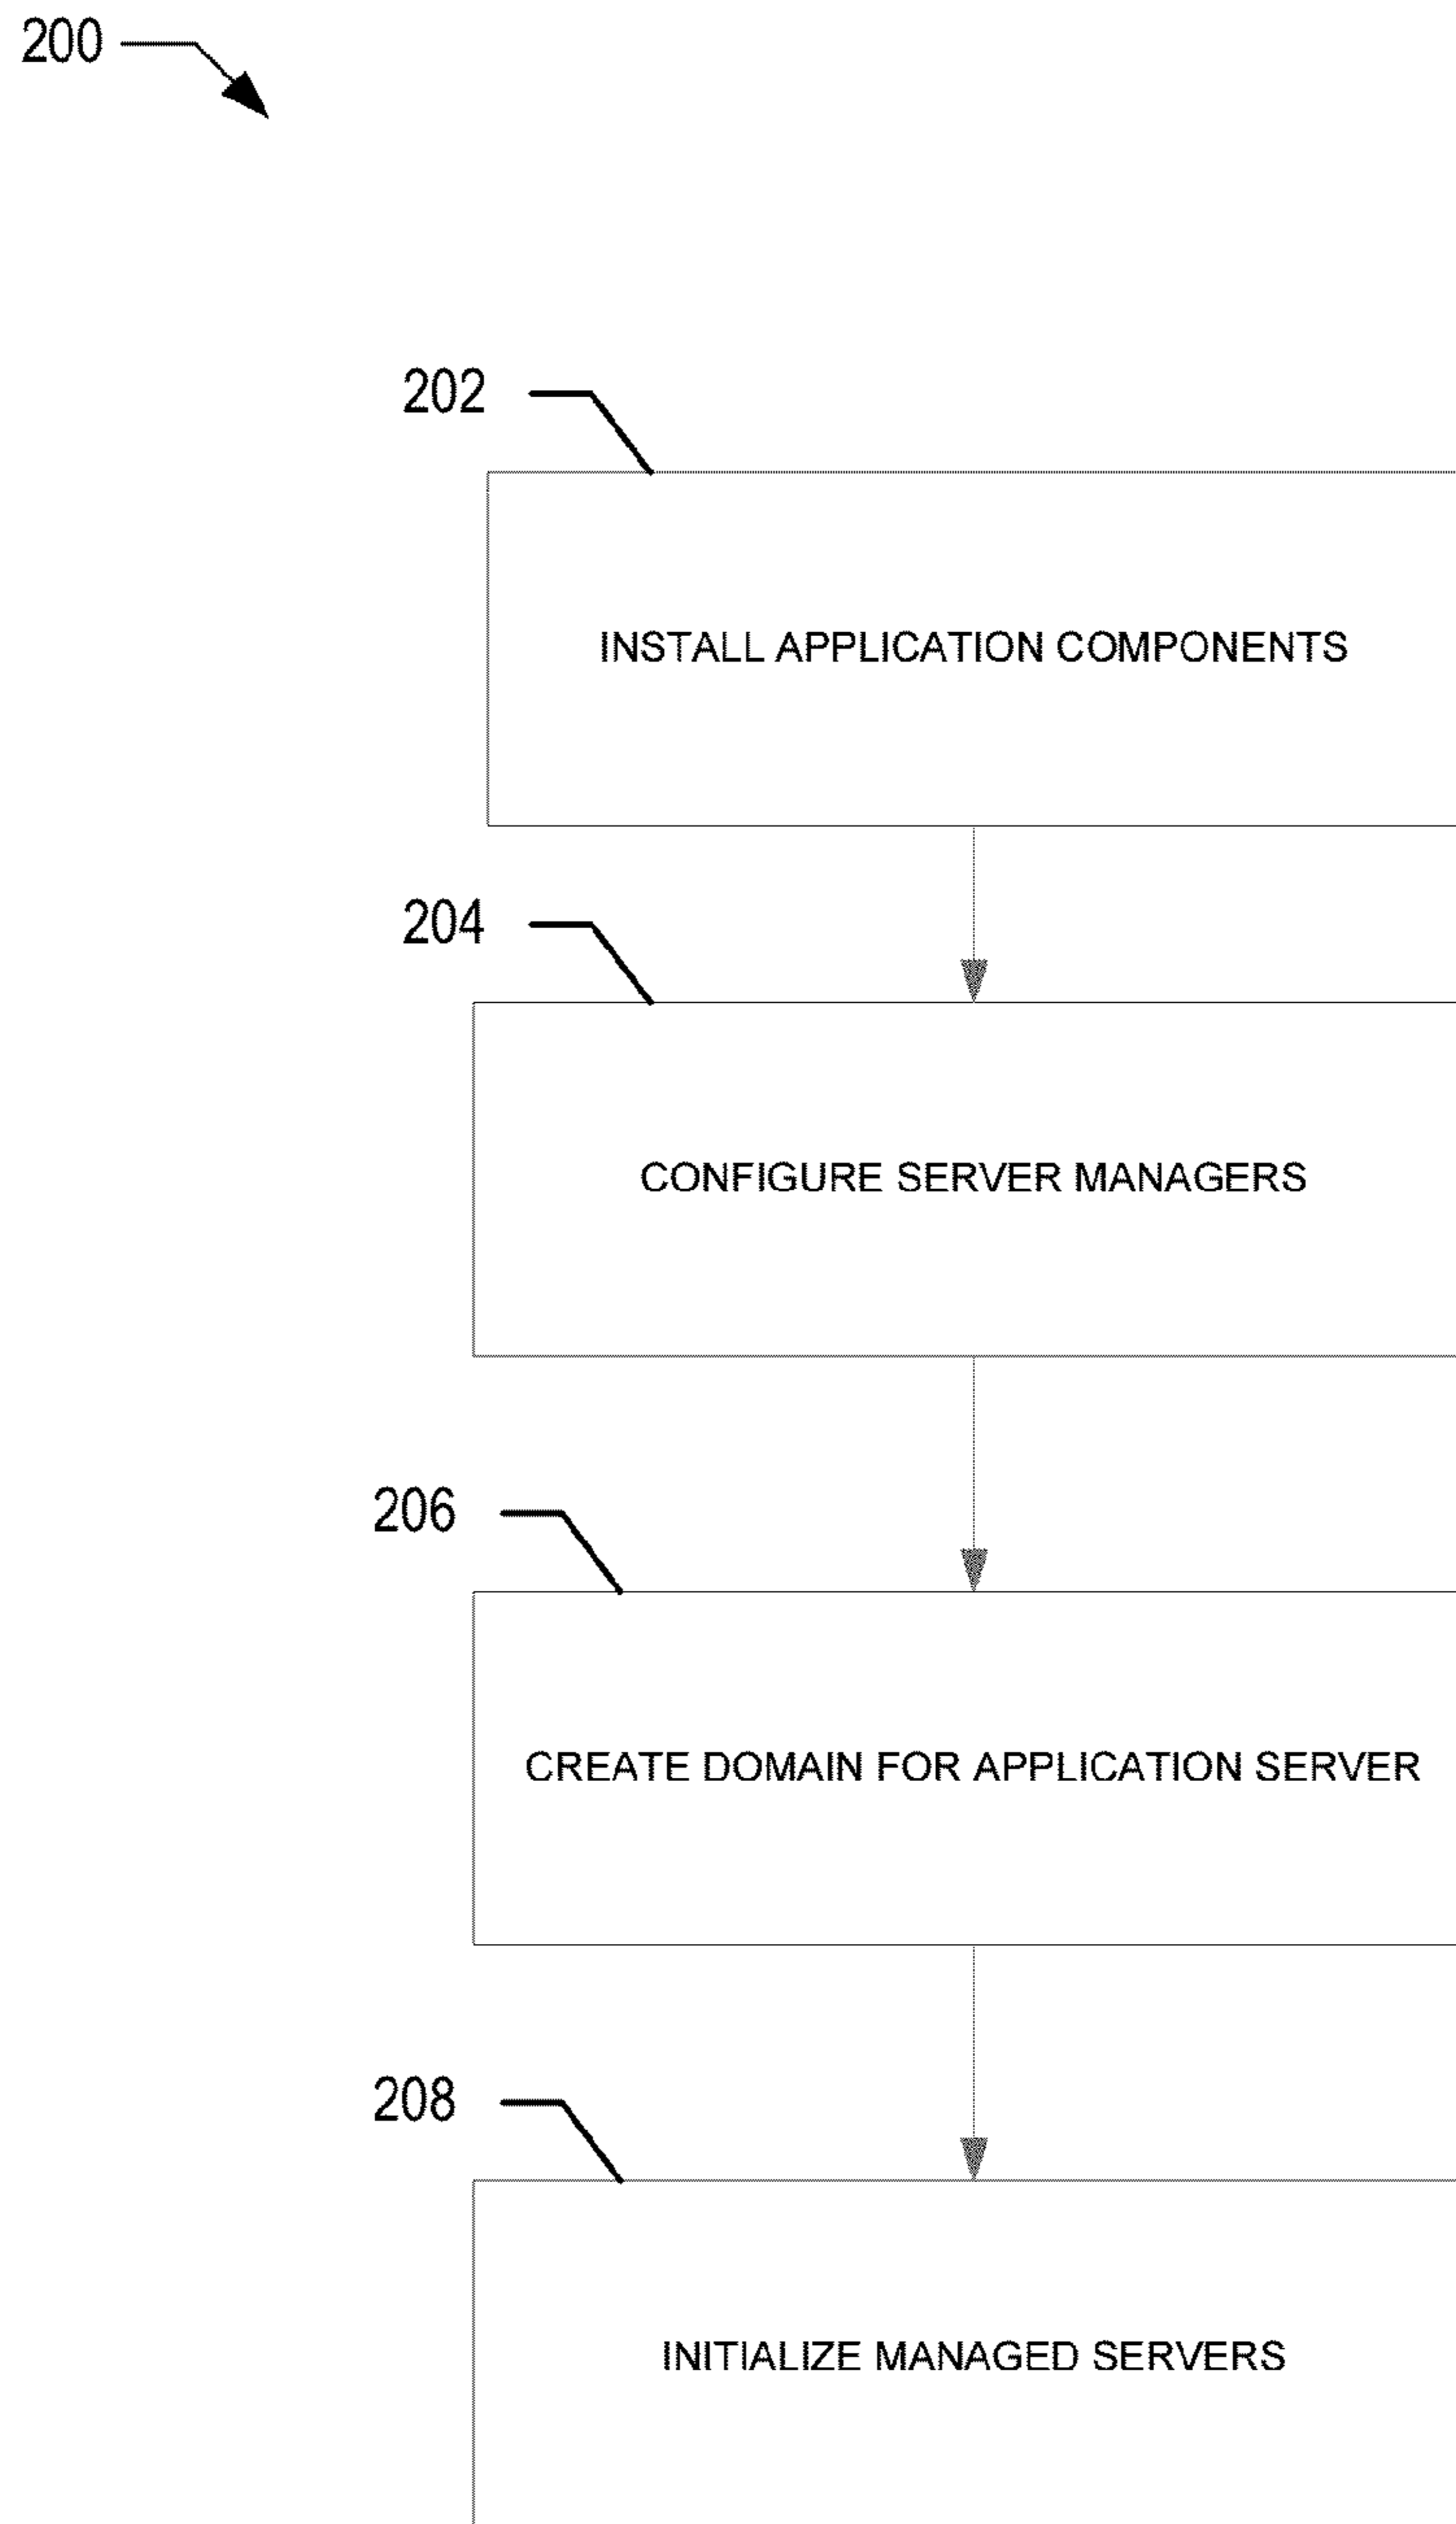 200
202
INSTALL APPLICATION COMPONENTS
204
CONFIGURE SERVER MANAGERS
206
CREATE DOMAIN FOR APPLICATION SERVER
208
INITIALIZE MANAGED SERVERS